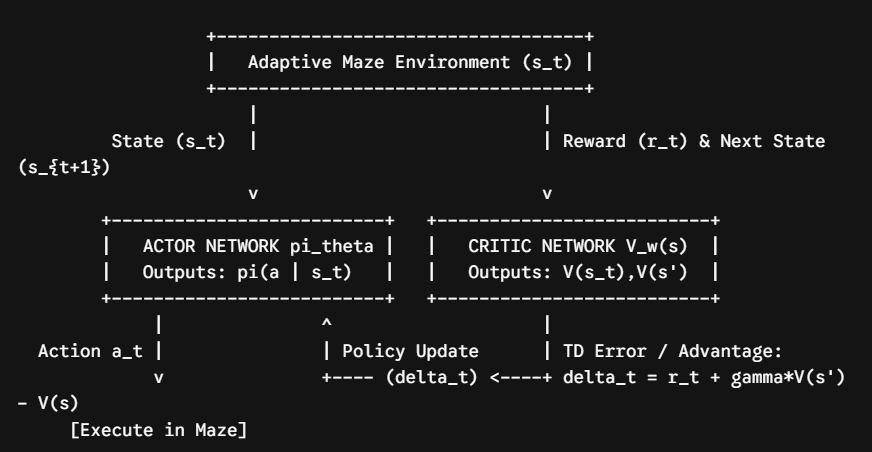 +-----------------------------------+
|   Adaptive Maze Environment (s_t) |
+-----------------------------------+
|                           |
State (s_t)  |                           | Reward (r_t) & Next State
(s_{t+1})
v                           v
+--------------------------+   +------------------------+
|   ACTOR NETWORK pi_theta |   |   CRITIC NETWORK V_w(s)  |
|   Outputs: pi(a | s_t)   |   |   Outputs: V(s_t),V(s')  |
+--------------------------+   +------------------------+
|               ^                    |
Action a_t |               | Policy Update      | TD Error / Advantage:
v               +---- (delta_t) <----+ delta_t = r_t + gamma*V(s')
- V(s)
[Execute in Maze]